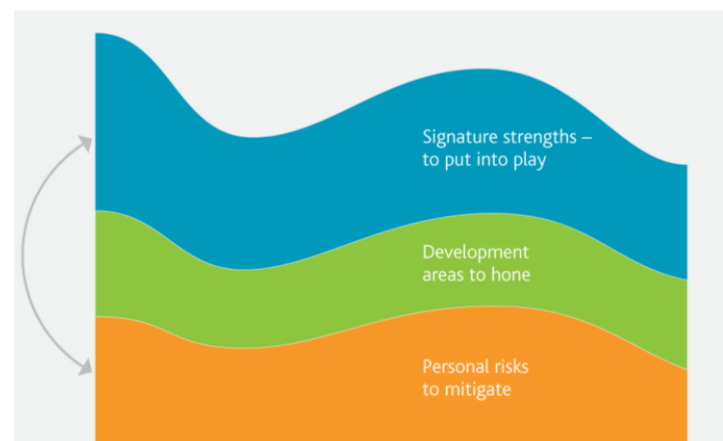 Signature strengths –
to put into play
Development
areas to hone
Personal risks
to mitigate